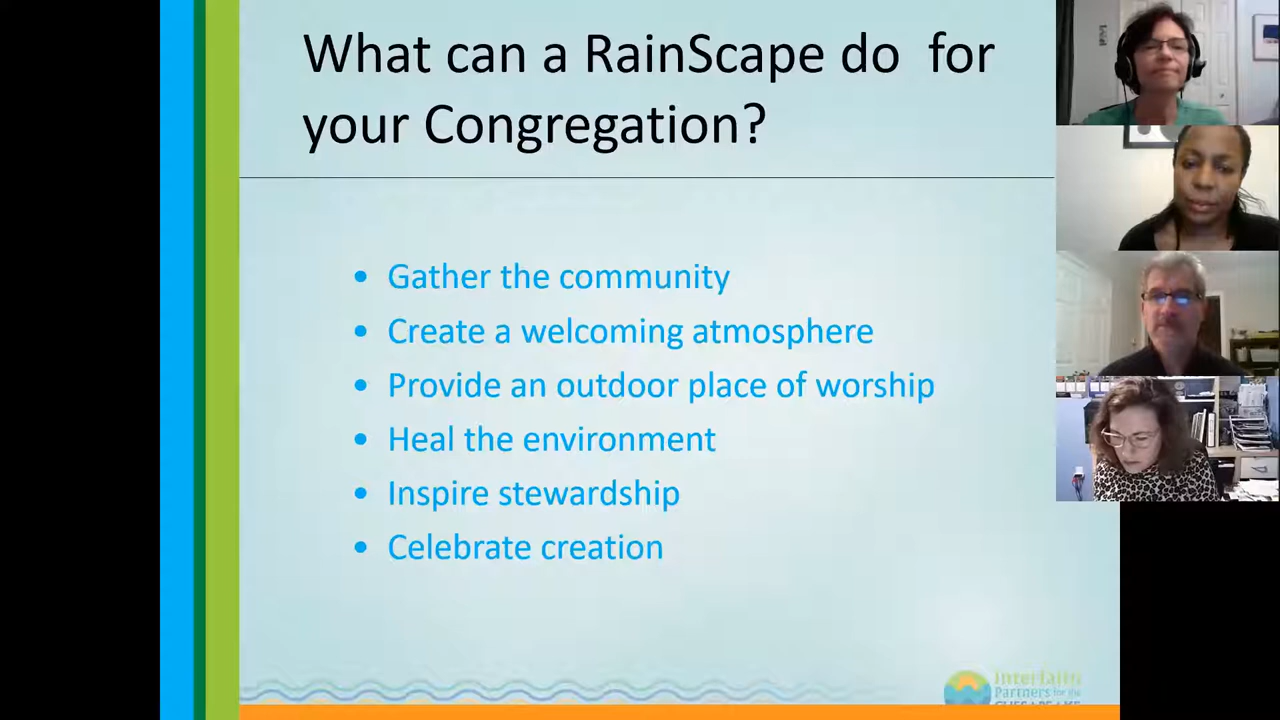 What can a RainScape do for
your Congregation?
• Gather the community
• Create a welcoming atmosphere
• Provide an outdoor place of worship
• Heal the environment
• Inspire stewardship
• Celebrate creation
Interfaith
Partners for the
CHESAPEAKE